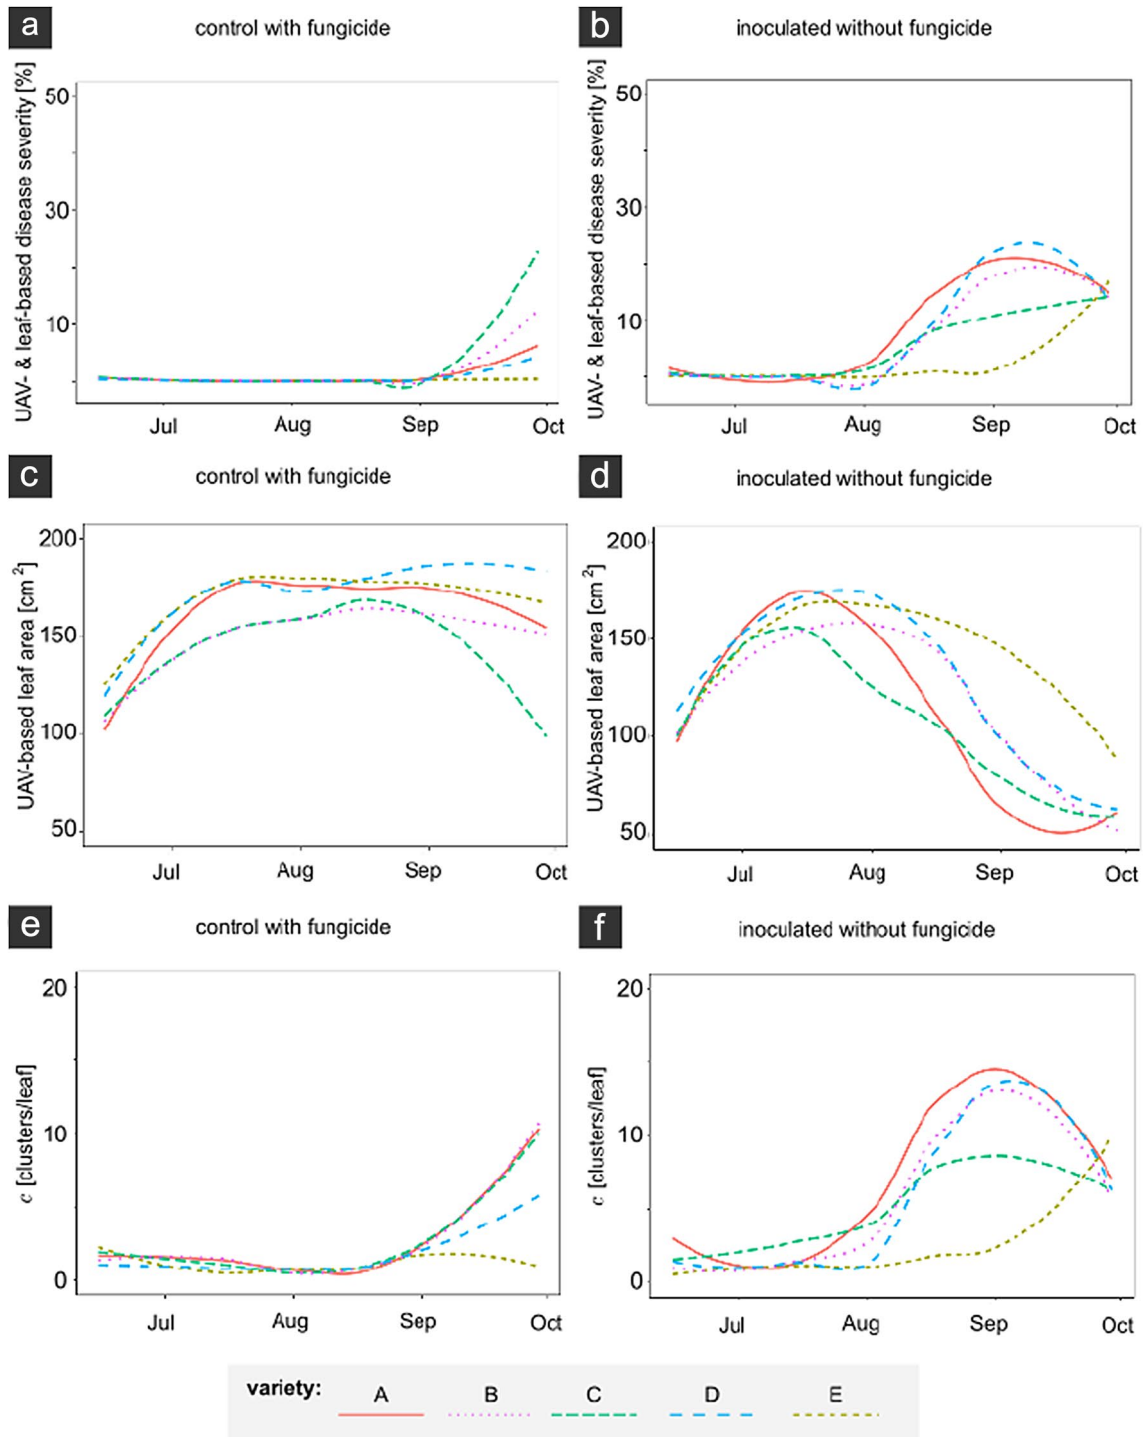 a
control with fungicide
UAV- & leaf-based disease severity [%]
50
30
10
Jul Aug Sep Oct
b
inoculated without fungicide
UAV- & leaf-based disease severity [%]
50
30
10
Jul Aug Sep Oct
c
control with fungicide
UAV-based leaf area [cm²]
200
150
100
50
Jul Aug Sep Oct
d
inoculated without fungicide
UAV-based leaf area [cm²]
200
150
100
50
Jul Aug Sep Oct
e
control with fungicide
c [clusters/leaf]
20
10
0
Jul Aug Sep Oct
f
inoculated without fungicide
c [clusters/leaf]
20
10
0
Jul Aug Sep Oct
variety: A B C D E